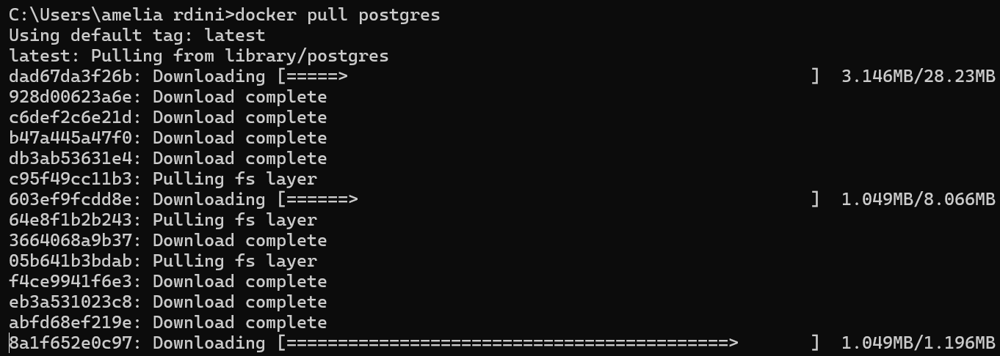 C:\Users\amelia rdini>docker pull postgres
Using default tag: latest
latest: Pulling from library/postgres
dad67da3f26b: Downloading [=====>                                             ]  3.146MB/28.23MB
928d00623a6e: Download complete
c6def2c6e21d: Download complete
b47a445a47f0: Download complete
db3ab53631e4: Download complete
c95f49cc11b3: Pulling fs layer
603ef9fcdd8e: Downloading [======>                                            ]  1.049MB/8.066MB
64e8f1b2b243: Pulling fs layer
3664068a9b37: Download complete
05b641b3bdab: Pulling fs layer
f4ce9941f6e3: Download complete
eb3a531023c8: Download complete
abfd68ef219e: Download complete
8a1f652e0c97: Downloading [===========================================>       ]  1.049MB/1.196MB